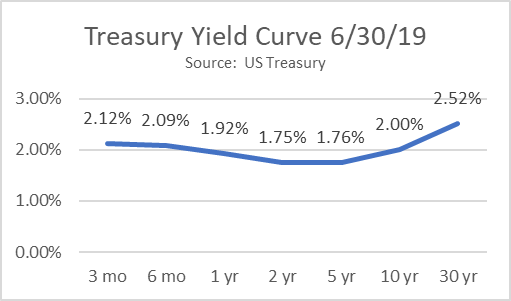 Treasury Yield Curve 6/30/19
Source:  US Treasury
3.00%
2.12%
2.09%
1.92%
1.75%
1.76%
2.00%
2.52%
2.00%
1.00%
0.00%
3 mo
6 mo
1 yr
2 yr
5 yr
10 yr
30 yr